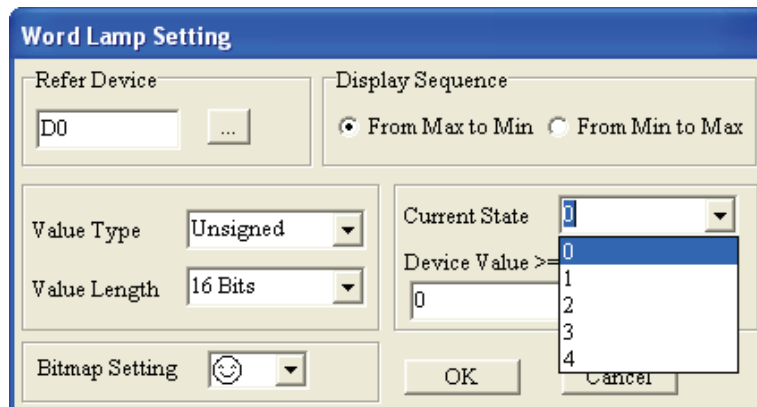 Word Lamp Setting
Refer Device
D0
...
Display Sequence
From Max to Min
From Min to Max
Value Type
Unsigned
Value Length
16 Bits
Current State
0
0
1
2
3
4
Device Value >=
0
Bitmap Setting
OK
Cancel